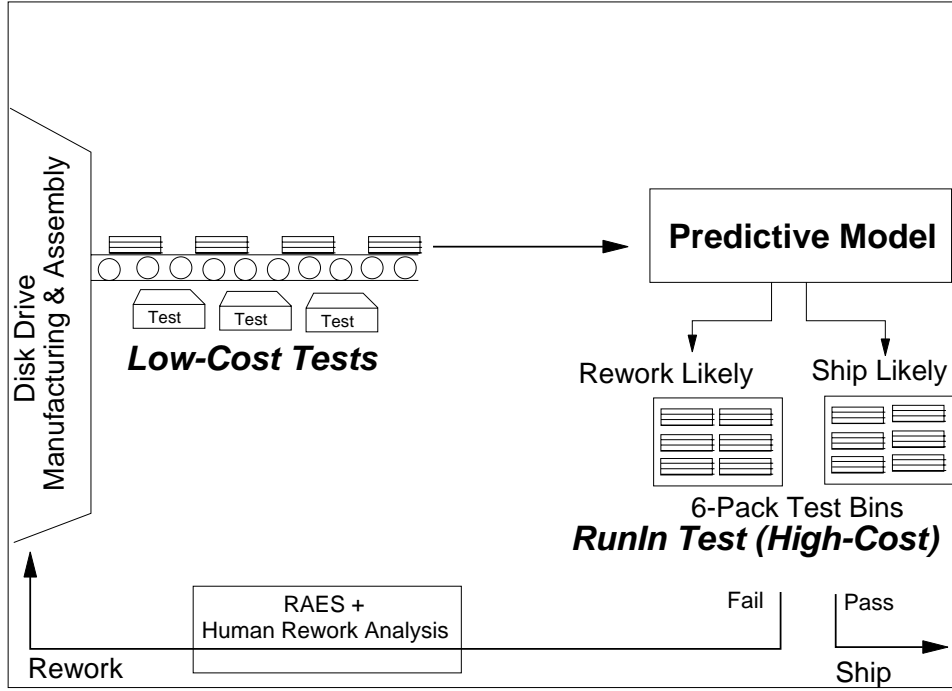 Disk Drive
Manufacturing & Assembly
Test
Test
Test
Low-Cost Tests
Predictive Model
Rework Likely
Ship Likely
6-Pack Test Bins
RunIn Test (High-Cost)
Fail
Pass
RAES +
Human Rework Analysis
Rework
Ship